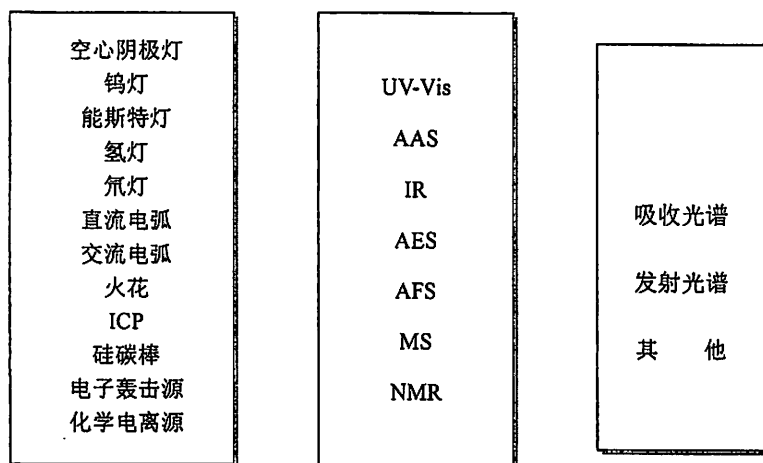 空心阴极灯
钨灯
能斯特灯
氢灯
氘灯
直流电弧
交流电弧
火花
ICP
硅碳棒
电子轰击源
化学电离源
UV-Vis
AAS
IR
AES
AFS
MS
NMR
吸收光谱
发射光谱
其 他